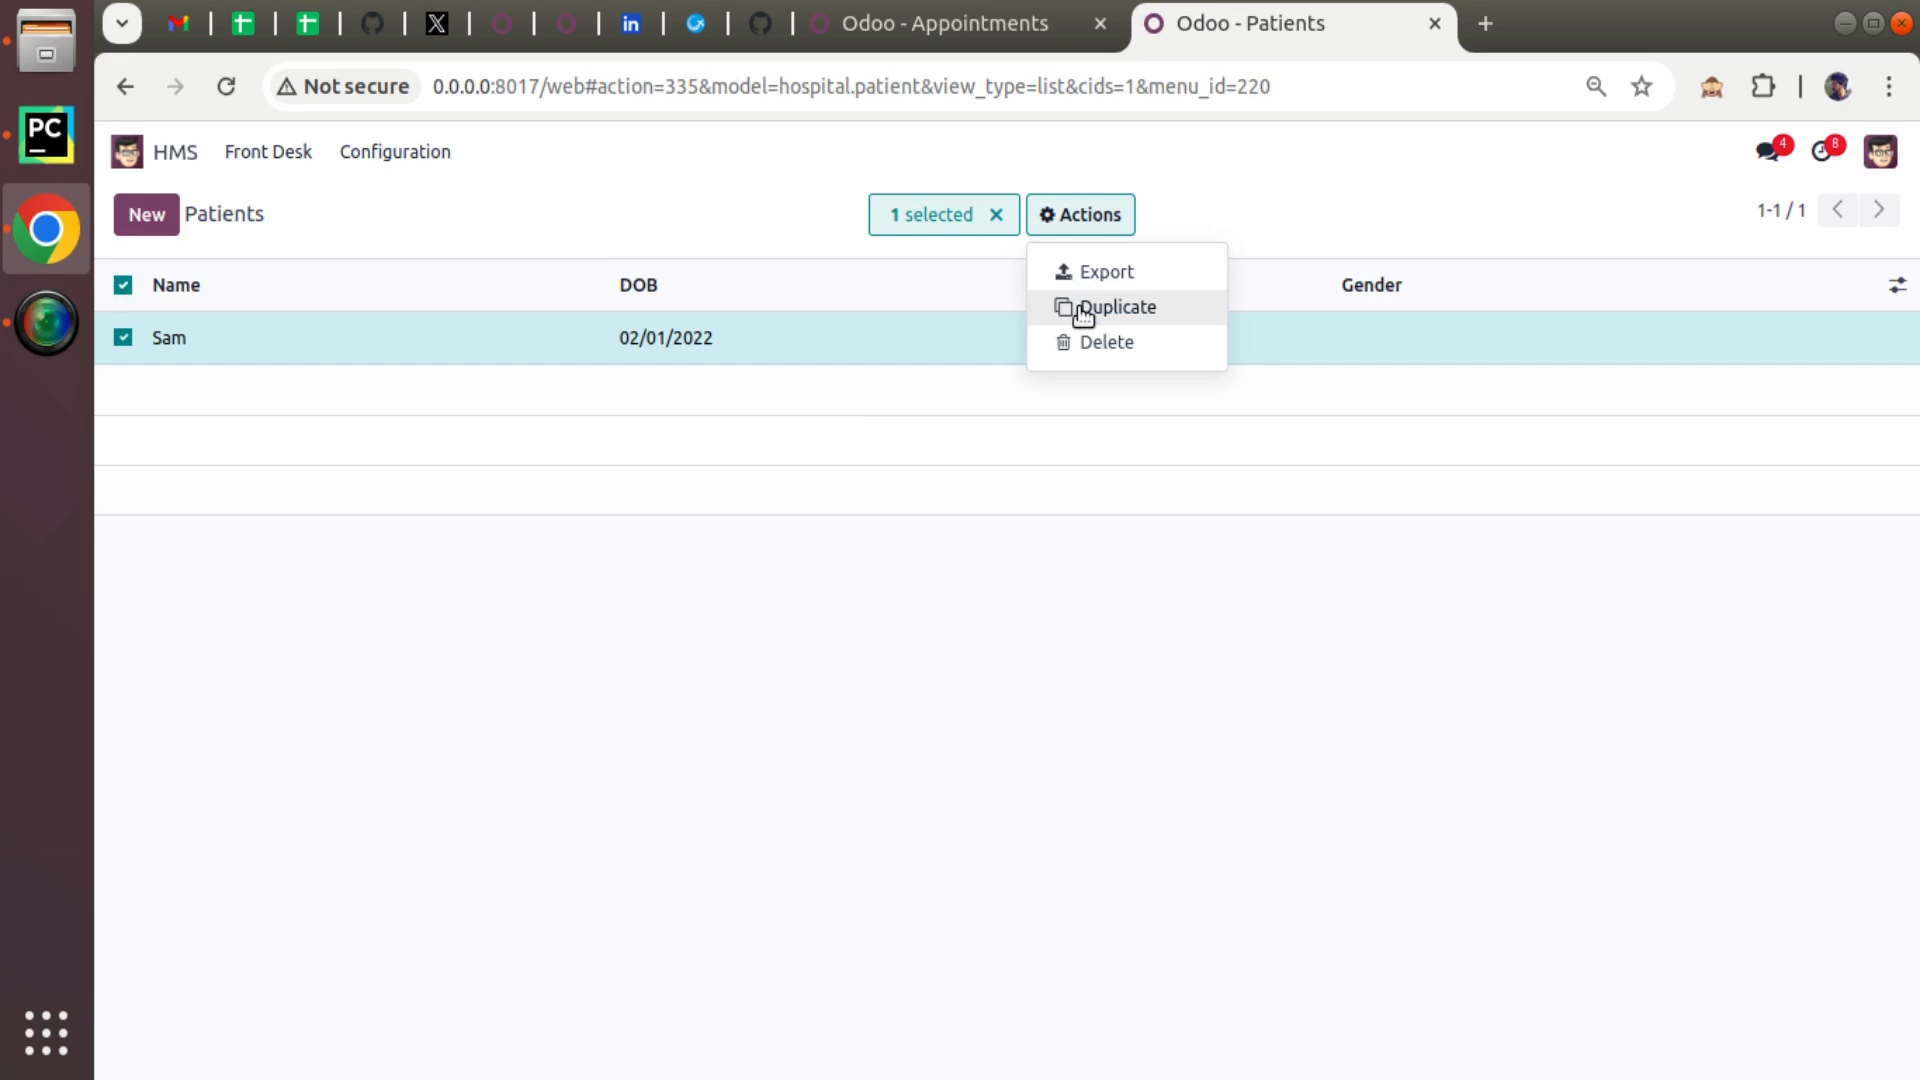 Odoo - Appointments
Odoo - Patients
Not secure
0.0.0.0:8017/web#action=335&model=hospital.patient&view_type=list&cids=1&menu_id=220
PC
HMS
Front Desk
Configuration
4
8
New
Patients
1 selected
Actions
1-1 / 1
Export
Duplicate
Delete
Name
DOB
Gender
Sam
02/01/2022